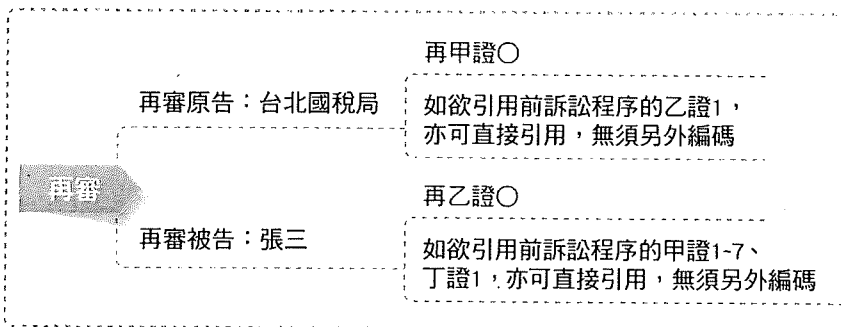 再甲證○
再審原告：台北國稅局
如欲引用前訴訟程序的乙證1，
亦可直接引用，無須另外編碼
再審
再乙證○
再審被告：張三
如欲引用前訴訟程序的甲證1-7、
丁證1，亦可直接引用，無須另外編碼